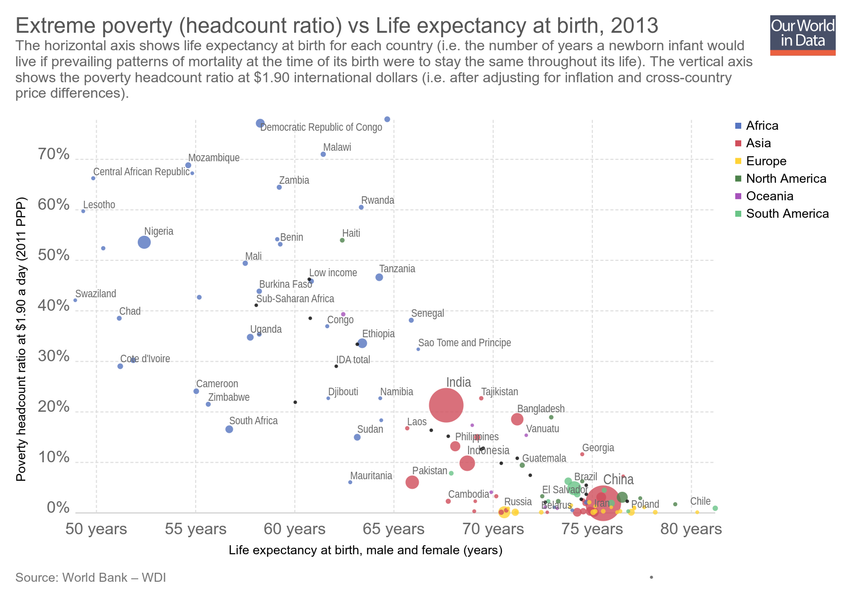 Extreme poverty (headcount ratio) vs Life expectancy at birth, 2013
Our World
in Data
The horizontal axis shows life expectancy at birth for each country (i.e. the number of years a newborn infant would
live if prevailing patterns of mortality at the time of its birth were to stay the same throughout its life). The vertical axis
shows the poverty headcount ratio at $1.90 international dollars (i.e. after adjusting for inflation and cross-country
price differences).
Africa
Asia
Europe
North America
Oceania
South America
Poverty headcount ratio at $1.90 a day (2011 PPP)
70%
60%
50%
40%
30%
20%
10%
0%
Democratic Republic of Congo
Malawi
Mozambique
Central African Republic
Zambia
Lesotho
Rwanda
Nigeria
Benin
Haiti
Mali
Low income
Tanzania
Burkina Faso
Swaziland
Sub-Saharan Africa
Chad
Congo
Senegal
Uganda
Ethiopia
Sao Tome and Principe
Cote d'Ivoire
IDA total
Cameroon
India
Zimbabwe
Djibouti
Namibia
Tajikistan
Bangladesh
South Africa
Sudan
Laos
Vanuatu
Philippines
Indonesia
Georgia
Guatemala
Mauritania
Pakistan
Brazil
China
Cambodia
El Salvador
Russia
Belarus
Iran
Poland
Chile
50 years
55 years
60 years
65 years
70 years
75 years
80 years
Life expectancy at birth, male and female (years)
Source: World Bank – WDI